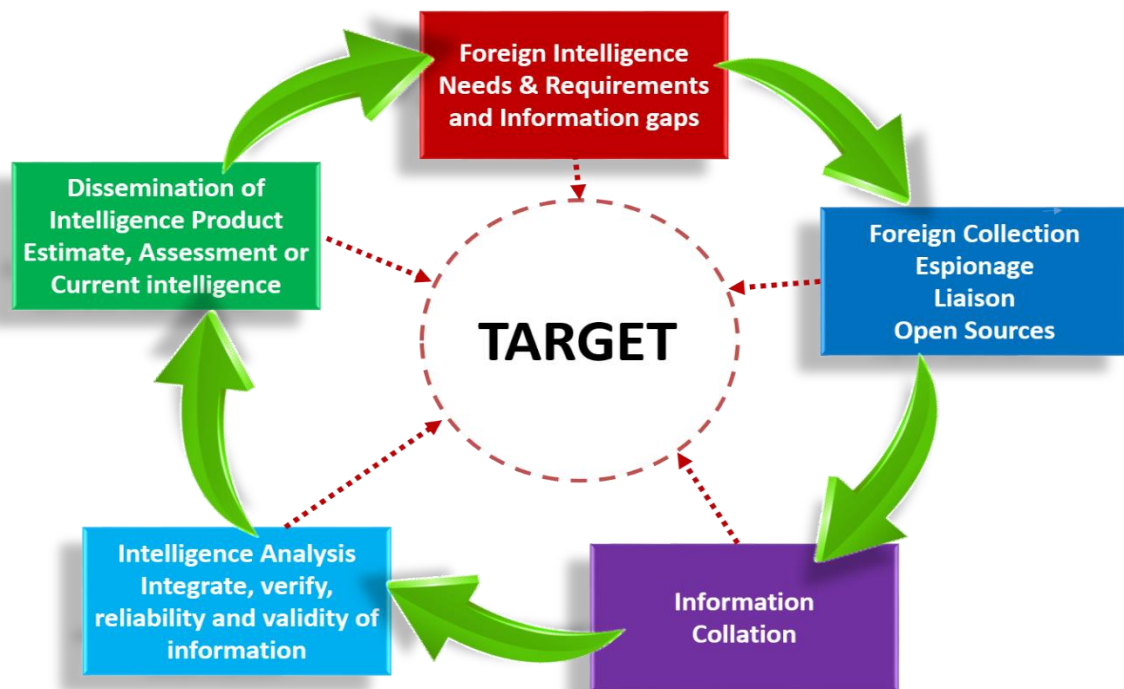 Foreign Intelligence
Needs & Requirements
and Information gaps
Foreign Collection
Espionage
Liaison
Open Sources
Information
Collation
Intelligence Analysis
Integrate, verify,
reliability and validity of
information
Dissemination of
Intelligence Product
Estimate, Assessment or
Current intelligence
TARGET